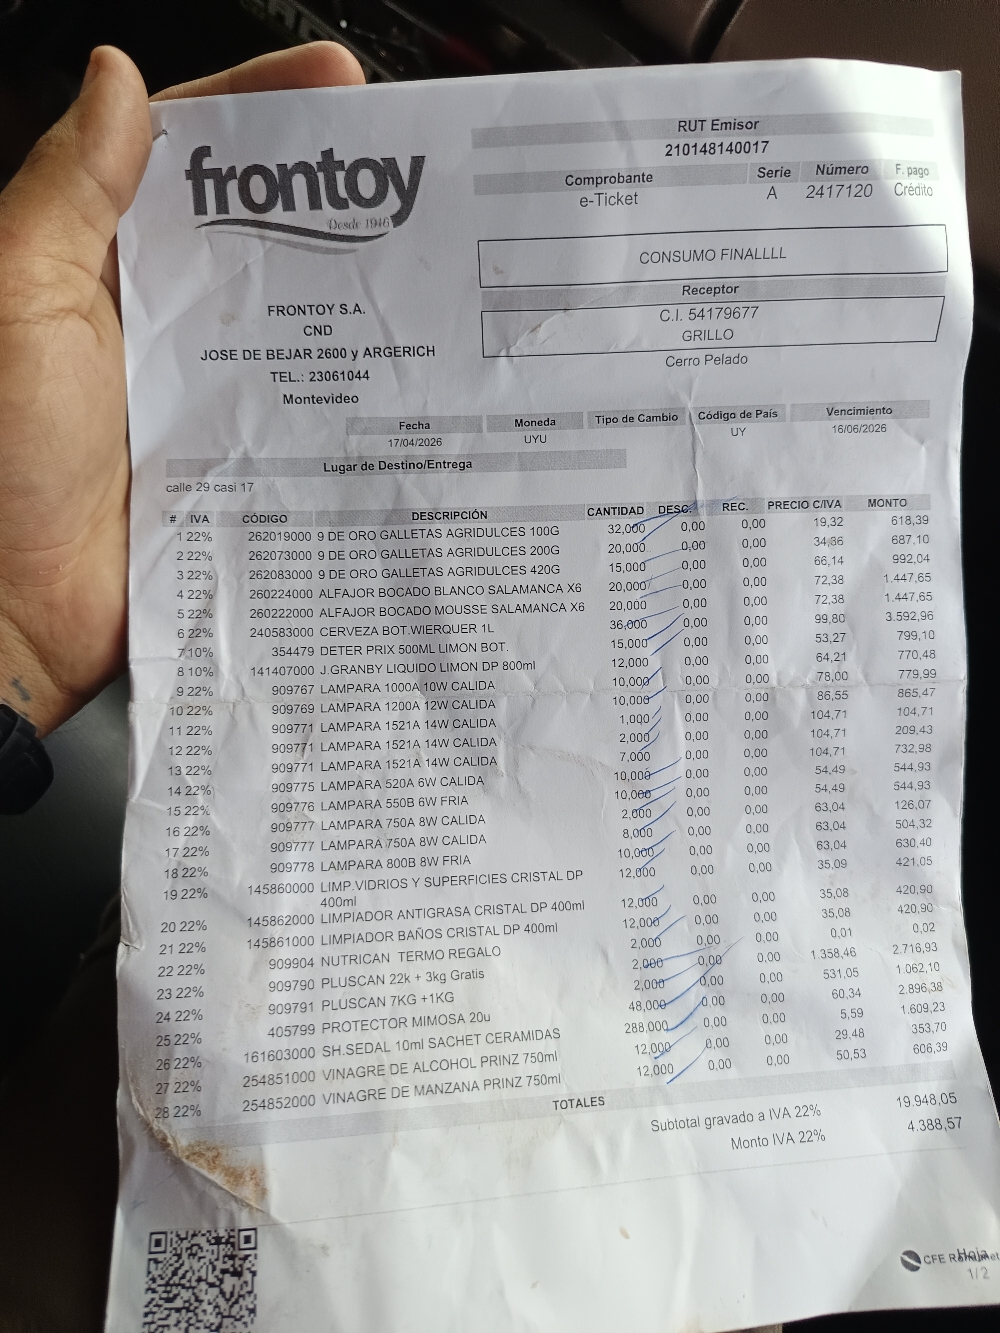 frontoy
Desde 1946
RUT Emisor
210148140017
Comprobante Serie Número F. pago
e-Ticket A 2417120 Crédito
CONSUMO FINALLLL
Receptor
C.I. 54179677
GRILLO
Cerro Pelado
FRONTOY S.A.
CND
JOSE DE BEJAR 2600 y ARGERICH
TEL.: 23061044
Montevideo
Fecha Moneda Tipo de Cambio Código de País Vencimiento
17/04/2026 UYU UY 16/06/2026
Lugar de Destino/Entrega
calle 29 casi 17
# IVA CÓDIGO DESCRIPCIÓN CANTIDAD DESC. REC. PRECIO C/IVA MONTO
1 22% 262019000 9 DE ORO GALLETAS AGRIDULCES 100G 32,000 0,00 0,00 19,32 618,39
2 22% 262073000 9 DE ORO GALLETAS AGRIDULCES 200G 20,000 0,00 0,00 34,36 687,10
3 22% 262083000 9 DE ORO GALLETAS AGRIDULCES 420G 15,000 0,00 0,00 66,14 992,04
4 22% 260224000 ALFAJOR BOCADO BLANCO SALAMANCA X6 20,000 0,00 0,00 72,38 1.447,65
5 22% 260222000 ALFAJOR BOCADO MOUSSE SALAMANCA X6 20,000 0,00 0,00 72,38 1.447,65
6 22% 240583000 CERVEZA BOT.WIERQUER 1L 36,000 0,00 0,00 99,80 3.592,96
7 10% 354479 DETER PRIX 500ML LIMON BOT. 15,000 0,00 0,00 53,27 799,10
8 10% 141407000 J.GRANBY LIQUIDO LIMON DP 800ml 12,000 0,00 0,00 64,21 770,48
9 22% 909767 LAMPARA 1000A 10W CALIDA 10,000 0,00 0,00 78,00 779,99
10 22% 909769 LAMPARA 1200A 12W CALIDA 10,000 0,00 0,00 86,55 865,47
11 22% 909771 LAMPARA 1521A 14W CALIDA 1,000 0,00 0,00 104,71 104,71
12 22% 909771 LAMPARA 1521A 14W CALIDA 2,000 0,00 0,00 104,71 209,43
13 22% 909771 LAMPARA 1521A 14W CALIDA 7,000 0,00 0,00 104,71 732,98
14 22% 909775 LAMPARA 520A 6W CALIDA 10,000 0,00 0,00 54,49 544,93
15 22% 909776 LAMPARA 550B 6W FRIA 10,000 0,00 0,00 54,49 544,93
16 22% 909777 LAMPARA 750A 8W CALIDA 2,000 0,00 0,00 63,04 126,07
17 22% 909777 LAMPARA 750A 8W CALIDA 8,000 0,00 0,00 63,04 504,32
18 22% 909778 LAMPARA 800B 8W FRIA 10,000 0,00 0,00 63,04 630,40
19 22% 145860000 LIMP.VIDRIOS Y SUPERFICIES CRISTAL DP 12,000 0,00 0,00 35,09 421,05
400ml
20 22% 145862000 LIMPIADOR ANTIGRASA CRISTAL DP 400ml 12,000 0,00 0,00 35,08 420,90
21 22% 145861000 LIMPIADOR BAÑOS CRISTAL DP 400ml 12,000 0,00 0,00 35,08 420,90
22 22% 909904 NUTRICAN TERMO REGALO 2,000 0,00 0,00 0,01 0,02
23 22% 909790 PLUSCAN 22k + 3kg Gratis 2,000 0,00 0,00 1.358,46 2.716,93
24 22% 909791 PLUSCAN 7KG +1KG 2,000 0,00 0,00 531,05 1.062,10
25 22% 405799 PROTECTOR MIMOSA 20u 48,000 0,00 0,00 60,34 2.896,38
26 22% 161603000 SH.SEDAL 10ml SACHET CERAMIDAS 288,000 0,00 0,00 5,59 1.609,23
27 22% 254851000 VINAGRE DE ALCOHOL PRINZ 750ml 12,000 0,00 0,00 29,48 353,70
28 22% 254852000 VINAGRE DE MANZANA PRINZ 750ml 12,000 0,00 0,00 50,53 606,39
TOTALES
Subtotal gravado a IVA 22% 19.948,05
Monto IVA 22% 4.388,57
CFE
Hoja
1/2